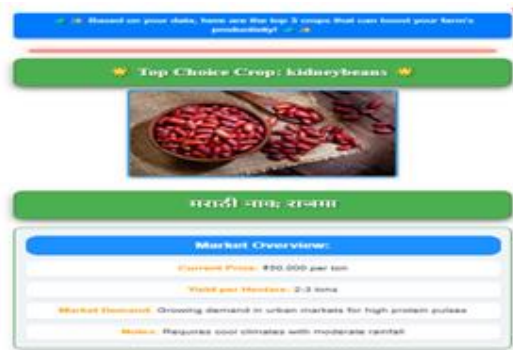 Based on your data, here are the top 3 crops that can boost your farm's
productivity!
Top Choice Crop: kidneybeans
मराठी नाव: राजमा
Market Overview:
Current Price: ₹90,000 per ton
Yield per Hectare: 2-3 tons
Market Demand: Growing demand in urban markets for high protein pulses
Notes: Requires cool climates with moderate rainfall